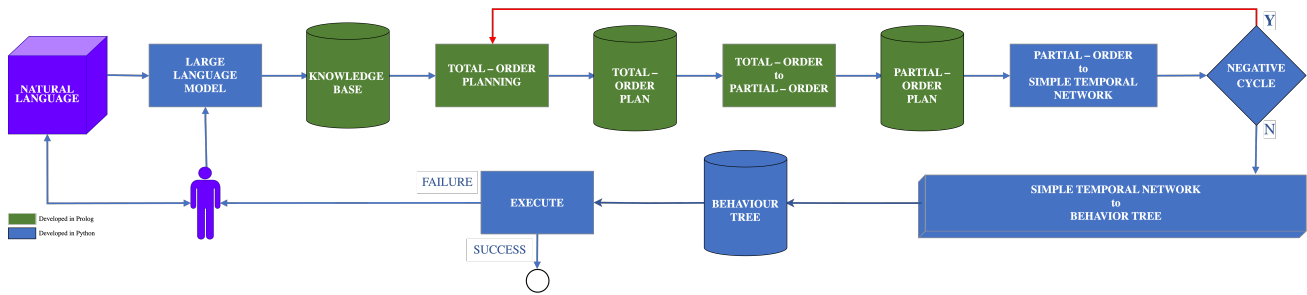 NATURAL
LANGUAGE
LARGE
LANGUAGE
MODEL
KNOWLEDGE
BASE
TOTAL – ORDER
PLANNING
TOTAL –
ORDER
PLAN
TOTAL – ORDER
to
PARTIAL – ORDER
PARTIAL –
ORDER
PLAN
PARTIAL – ORDER
to
SIMPLE TEMPORAL
NETWORK
Y
NEGATIVE
CYCLE
N
SIMPLE TEMPORAL NETWORK
to
BEHAVIOR TREE
BEHAVIOUR
TREE
EXECUTE
FAILURE
SUCCESS
Developed in Prolog
Developed in Python